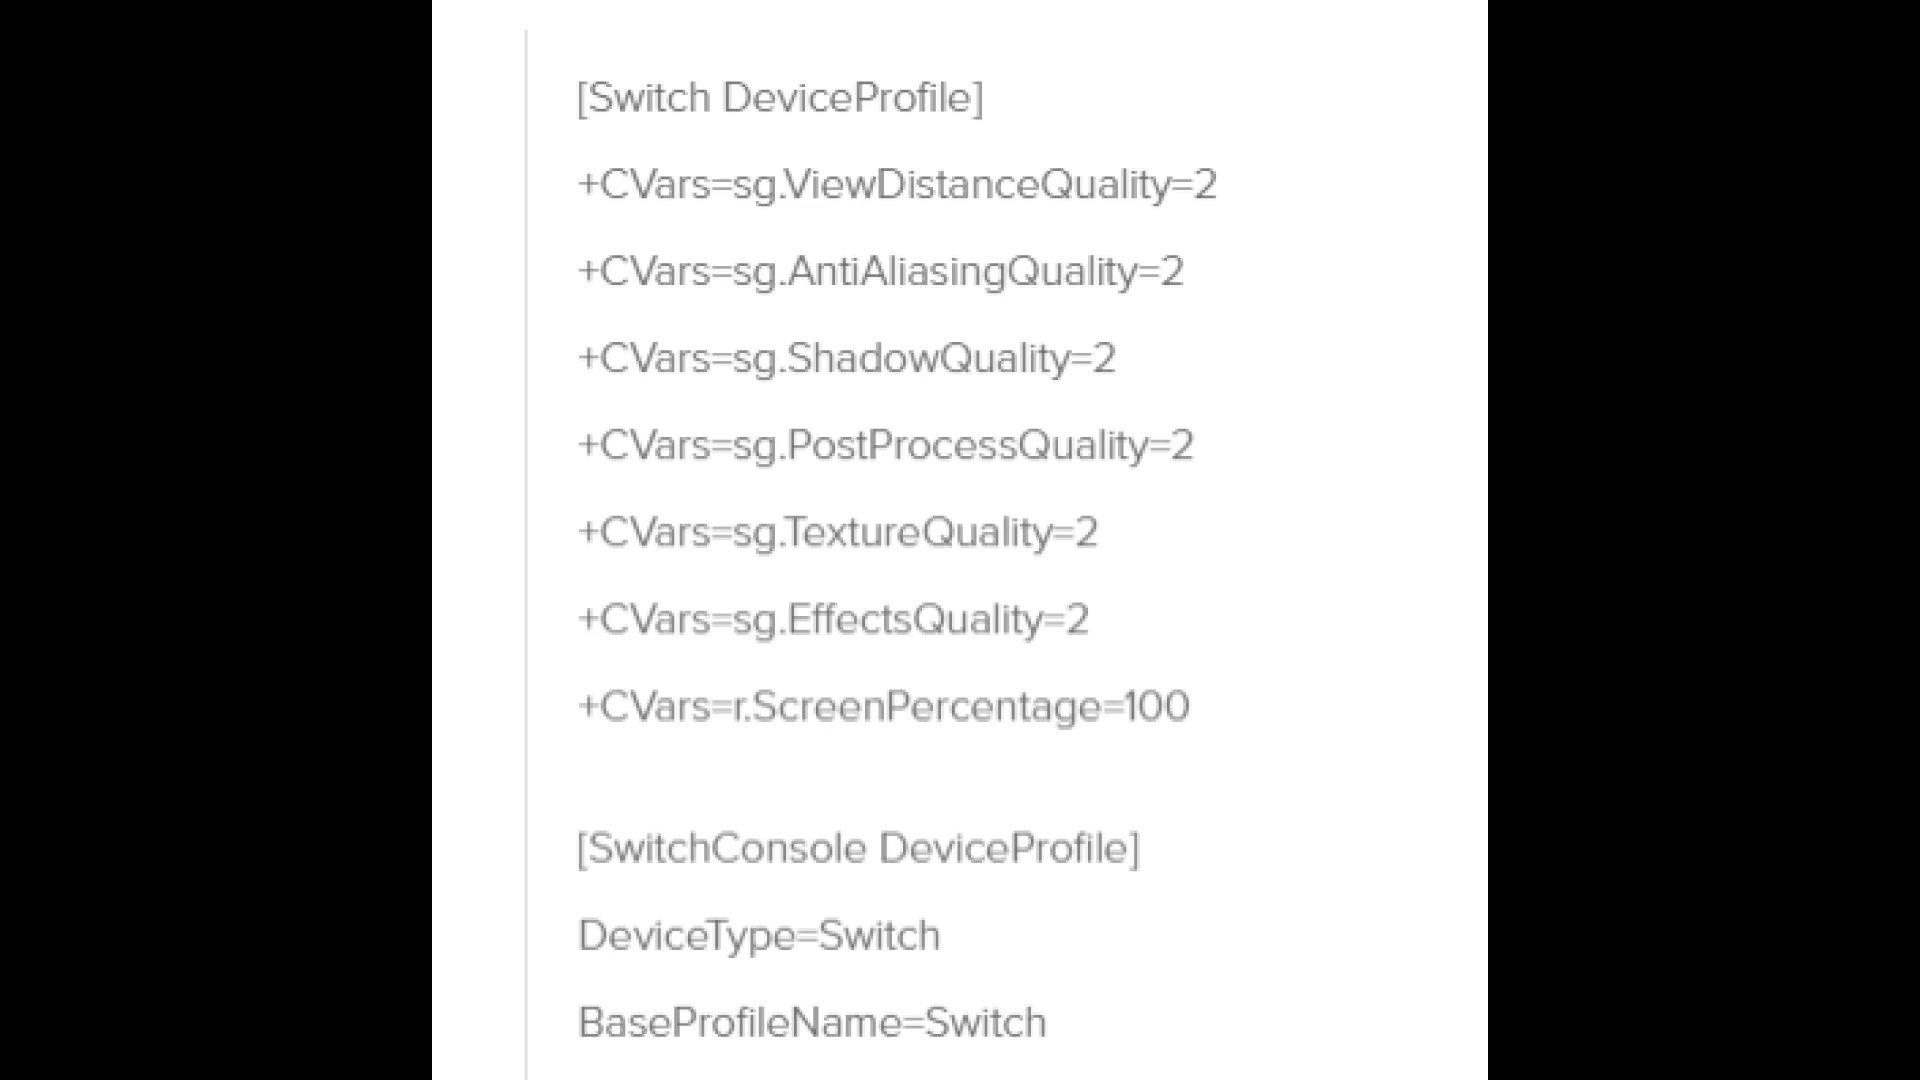 [Switch DeviceProfile]
+CVars=sg.ViewDistanceQuality=2
+CVars=sg.AntiAliasingQuality=2
+CVars=sg.ShadowQuality=2
+CVars=sg.PostProcessQuality=2
+CVars=sg.TextureQuality=2
+CVars=sg.EffectsQuality=2
+CVars=r.ScreenPercentage=100
[SwitchConsole DeviceProfile]
DeviceType=Switch
BaseProfileName=Switch